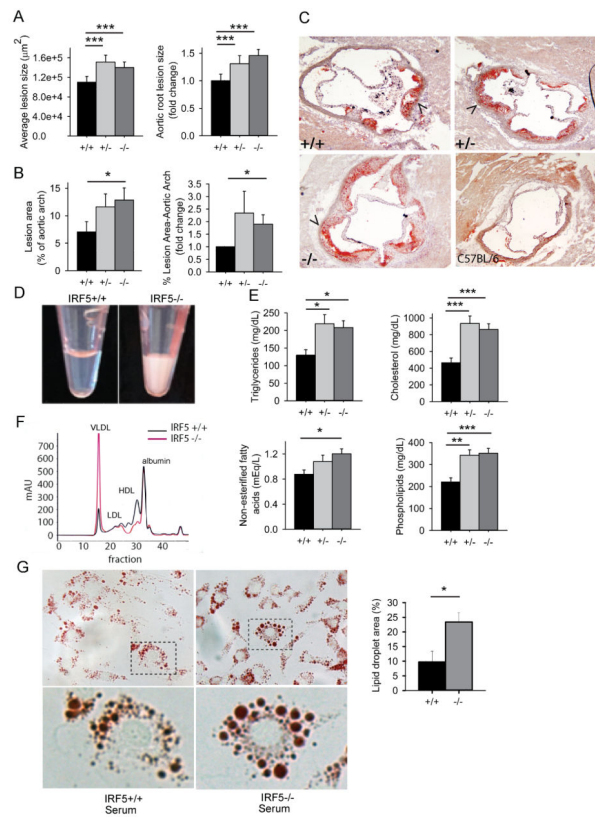 A
Average lesion size (μm²)
1.6e+5
1.2e+5
8.0e+4
4.0e+4
0
***
***
+/+ +/- -/-
Aortic root lesion size
(fold change)
1.5
1.0
0.5
0
***
***
+/+ +/- -/-
B
Lesion area
(% of aortic arch)
15
10
5
0
*
+/+ +/- -/-
% Lesion Area-Aortic Arch
(fold change)
3.0
2.5
2.0
1.5
1.0
0.5
0
*
+/+ +/- -/-
C
+/+
+/-
-/-
C57BL/6
D
IRF5+/+ IRF5-/-
E
Triglycerides
(mg/dL)
250
200
150
100
50
0
*
*
+/+ +/- -/-
Cholesterol
(mg/dL)
1000
800
600
400
200
0
***
***
+/+ +/- -/-
Non-esterified fatty
acids (mEq/L)
1.2
0.8
0.4
0
*
+/+ +/- -/-
Phospholipids
(mg/dL)
400
300
200
100
0
***
**
+/+ +/- -/-
F
mAU
800
700
600
500
400
300
200
100
0
VLDL
IRF5 +/+
IRF5 -/-
albumin
HDL
LDL
0 10 20 30 40
fraction
G
IRF5+/+
Serum
IRF5-/-
Serum
Lipid droplet area (%)
30
25
20
15
10
5
0
*
+/+ -/-